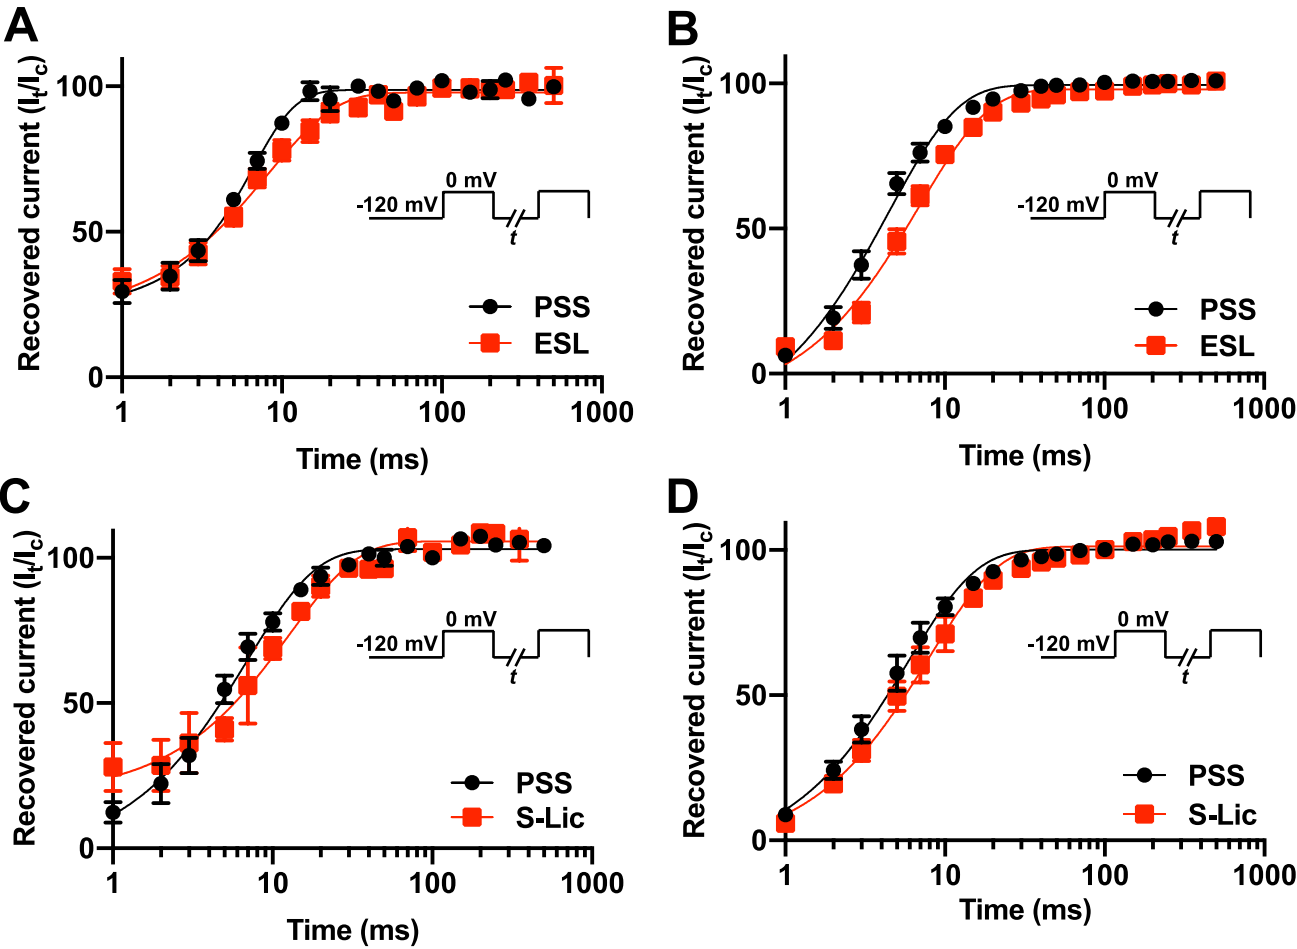 A
Recovered current (It/Ic)
100
50
0
1
10
100
1000
Time (ms)
0 mV
-120 mV
t
PSS
ESL
B
Recovered current (It/Ic)
100
50
0
1
10
100
1000
Time (ms)
0 mV
-120 mV
t
PSS
ESL
C
Recovered current (It/Ic)
100
50
0
1
10
100
1000
Time (ms)
0 mV
-120 mV
t
PSS
S-Lic
D
Recovered current (It/Ic)
100
50
0
1
10
100
1000
Time (ms)
0 mV
-120 mV
t
PSS
S-Lic